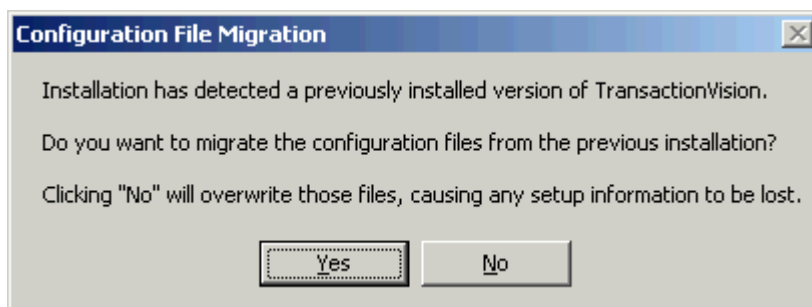 Configuration File Migration
Installation has detected a previously installed version of TransactionVision.
Do you want to migrate the configuration files from the previous installation?
Clicking "No" will overwrite those files, causing any setup information to be lost.
Yes No